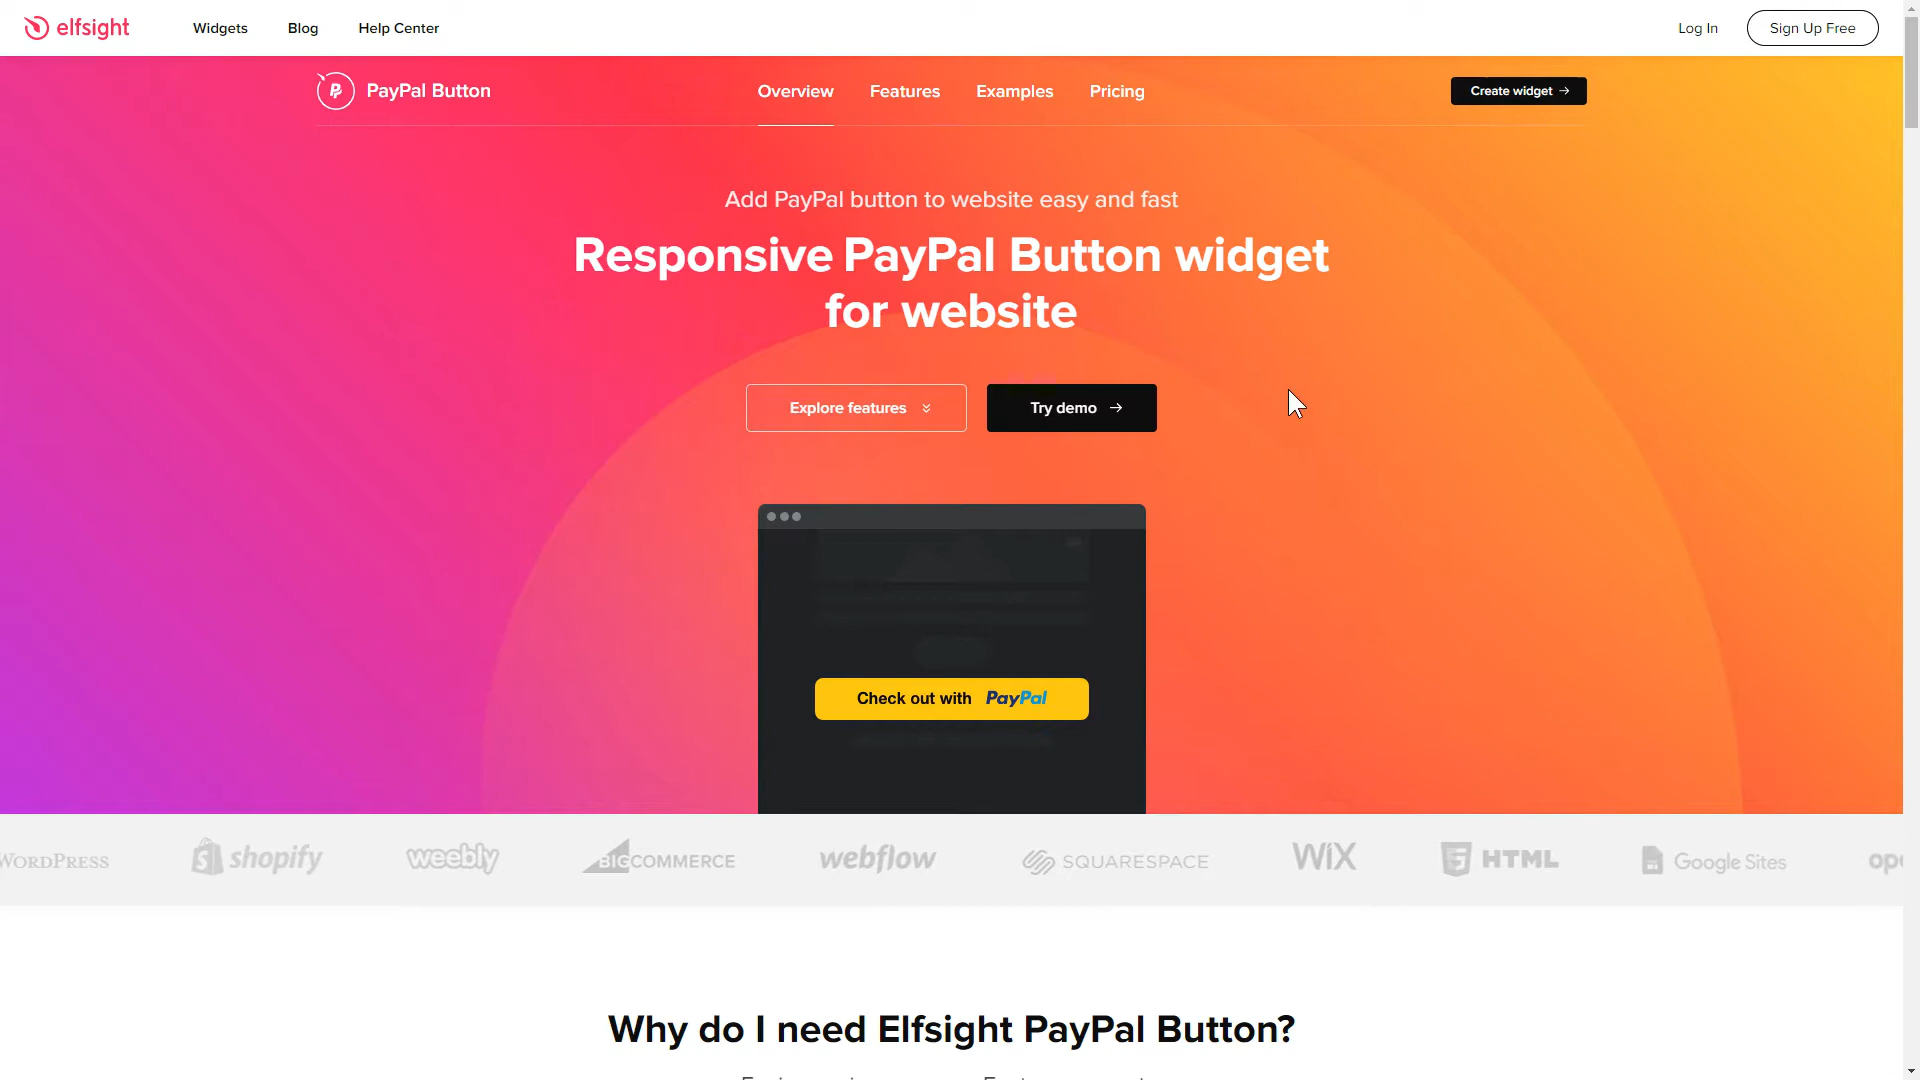 elfsight Widgets Blog Help Center Log In Sign Up Free
PayPal Button Overview Features Examples Pricing Create widget
Add PayPal button to website easy and fast
Responsive PayPal Button widget
for website
Explore features Try demo
Check out with PayPal
WORDPRESS shopify weebly BIGCOMMERCE webflow SQUARESPACE WIX HTML Google Sites
Why do I need Elfsight PayPal Button?